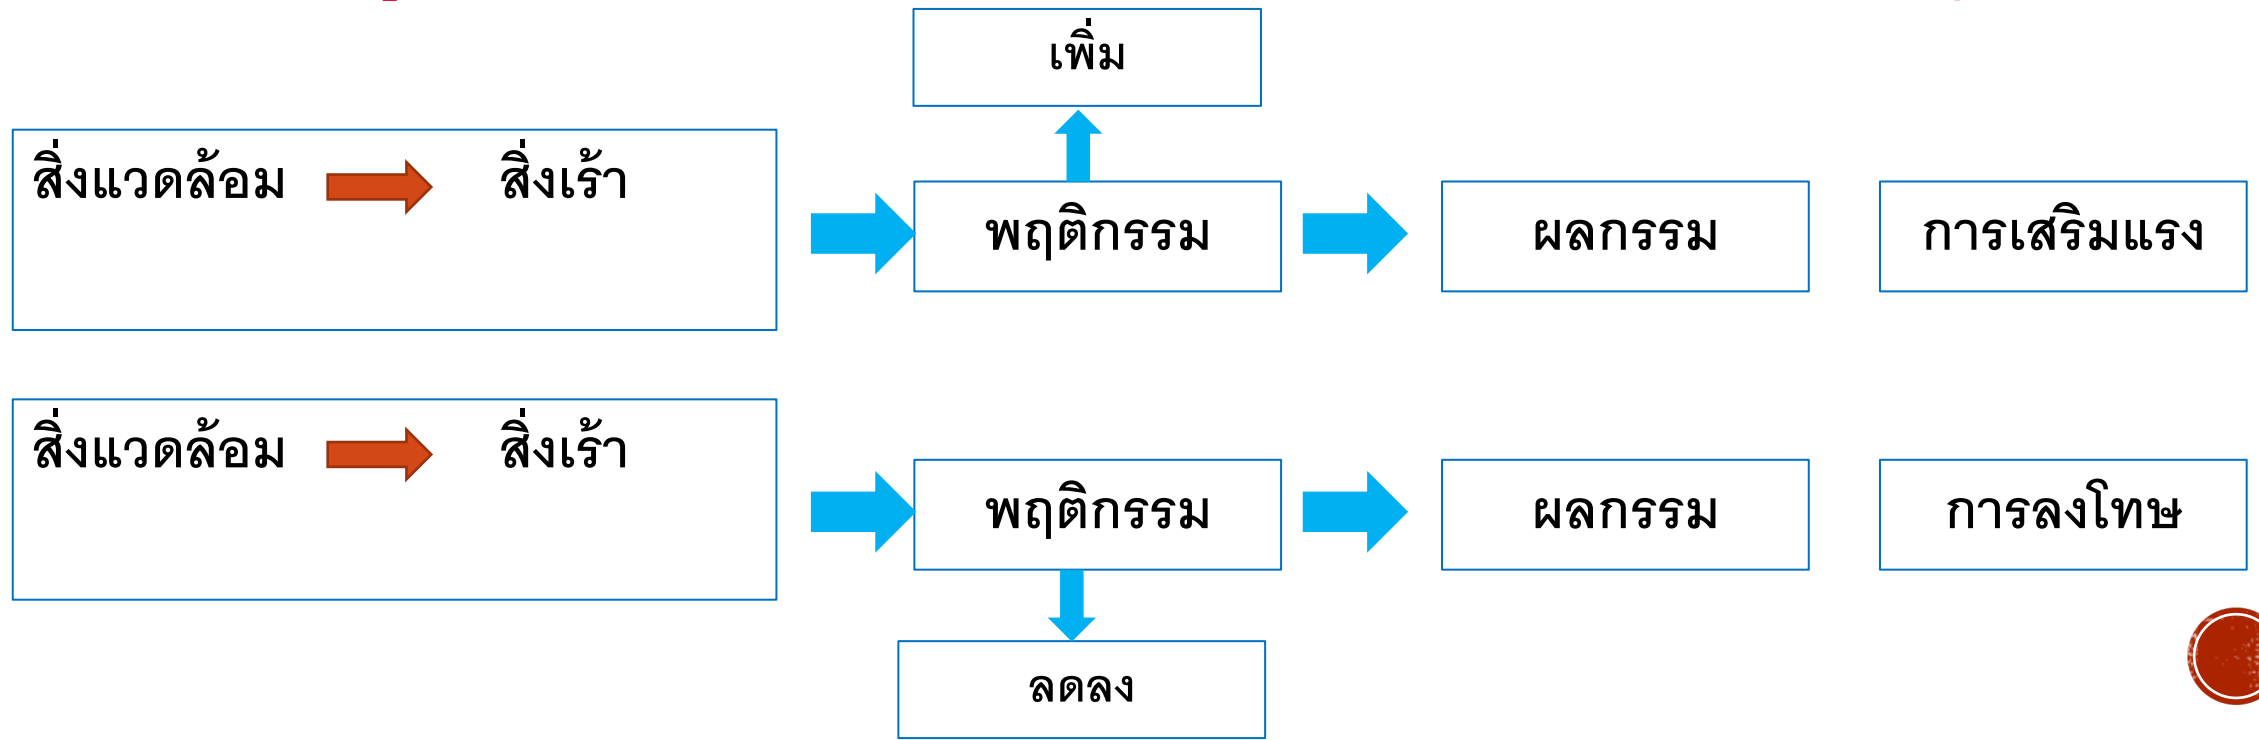 เพิ่ม
สิ่งแวดล้อม สิ่งเร้า
พฤติกรรม ผลกรรม การเสริมแรง
สิ่งแวดล้อม สิ่งเร้า
พฤติกรรม ผลกรรม การลงโทษ
ลดลง